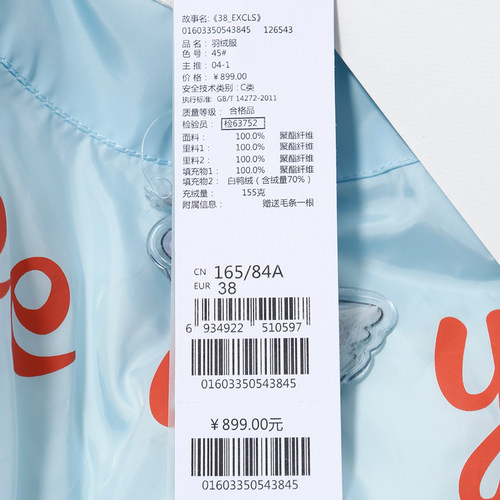 故事名：《38_EXCLS》
01603350543845 126543
品 名：羽绒服
色 号：45#
主 推：04-1
价 格：￥899.00
安全技术类别：C类
执行标准: GB/T 14272-2011
质量等级： 合格品
检验员： 检63752
面料： 100.0% 聚酯纤维
里料1： 100.0% 聚酯纤维
里料2： 100.0% 聚酯纤维
填充物1： 100.0% 聚酯纤维
填充物2： 白鸭绒（含绒量70%）
充绒量： 155克
附属信息： 赠送毛条一根
CN 165/84A
EUR 38
6 934922 510597
01603350543845
￥899.00元
01603350543845